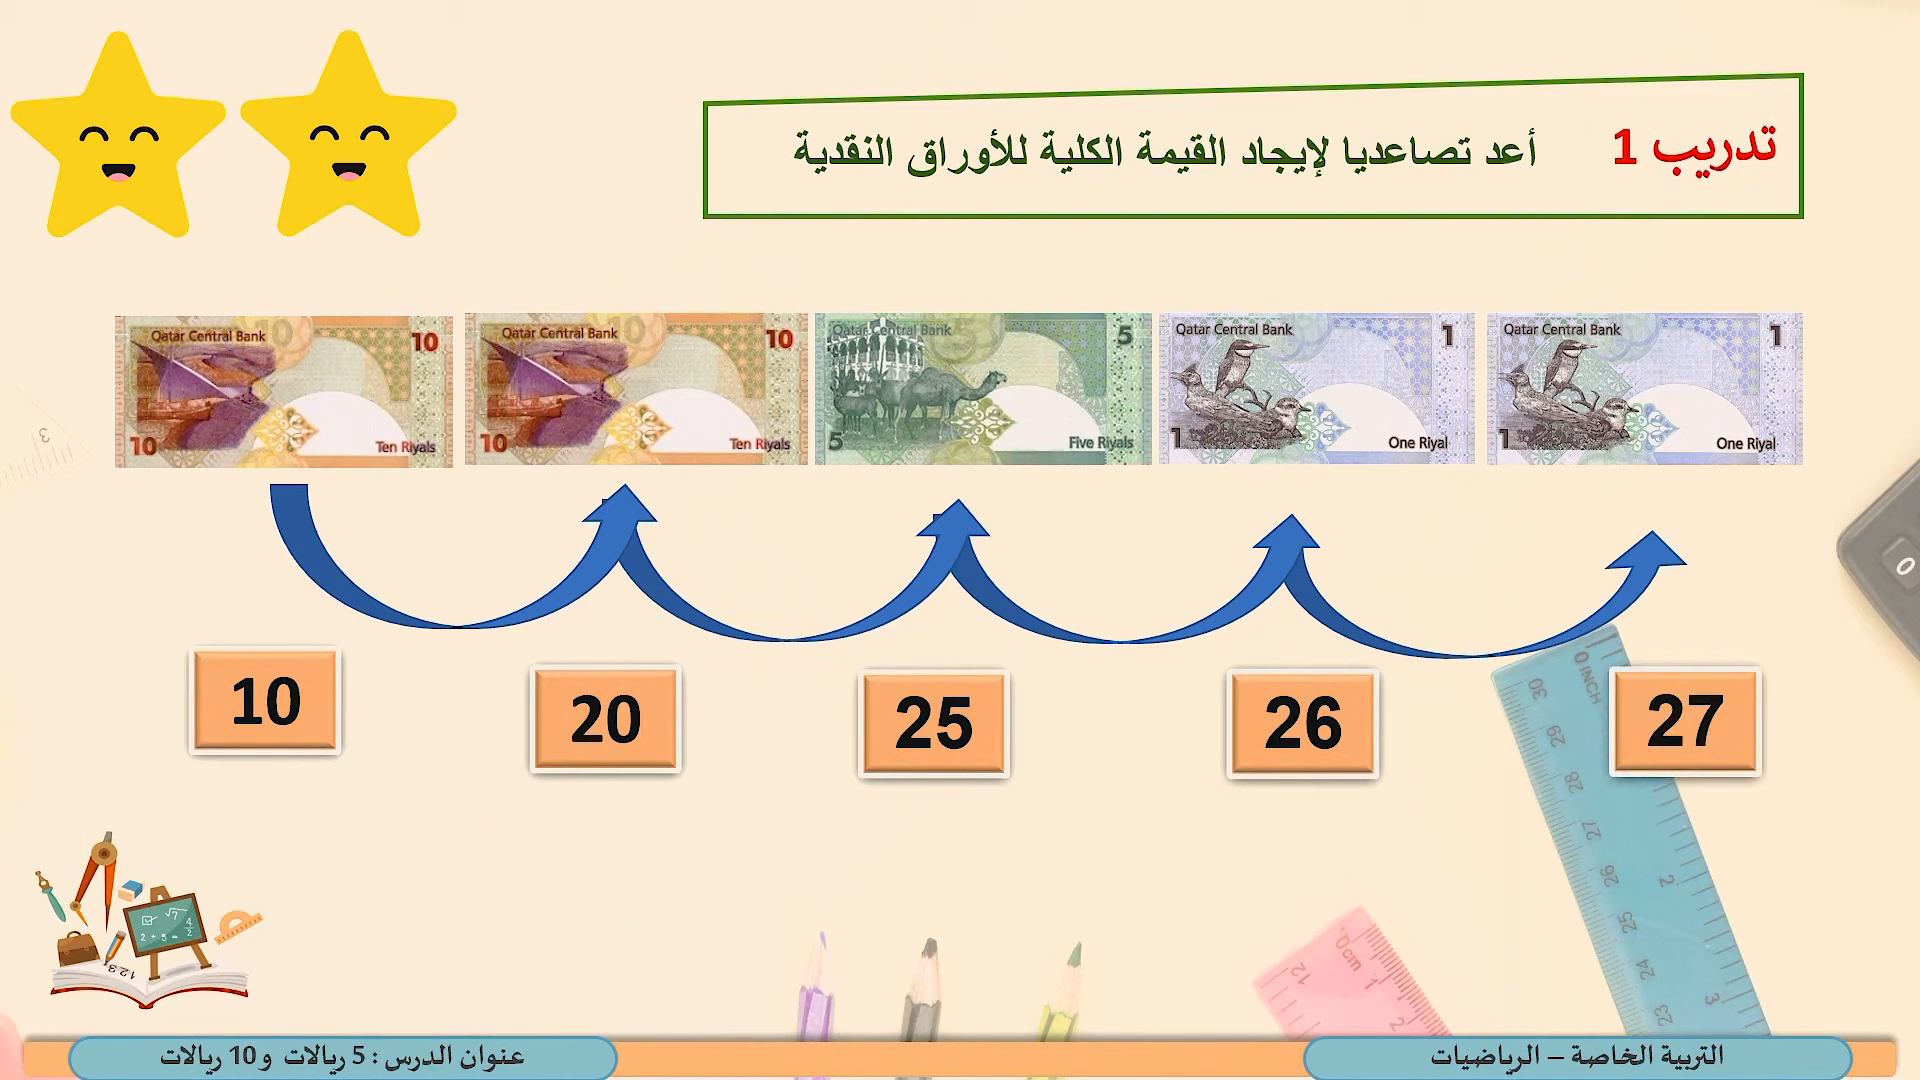 تدريب 1 أعد تصاعديا لإيجاد القيمة الكلية للأوراق النقدية
Qatar Central Bank 10
10 Ten Riyals
Qatar Central Bank 10
10 Ten Riyals
Qatar Central Bank 5
5 Five Riyals
Qatar Central Bank 1
1 One Riyal
Qatar Central Bank 1
1 One Riyal
10
20
25
26
27
التربية الخاصة – الرياضيات
عنوان الدرس : 5 ريالات و 10 ريالات